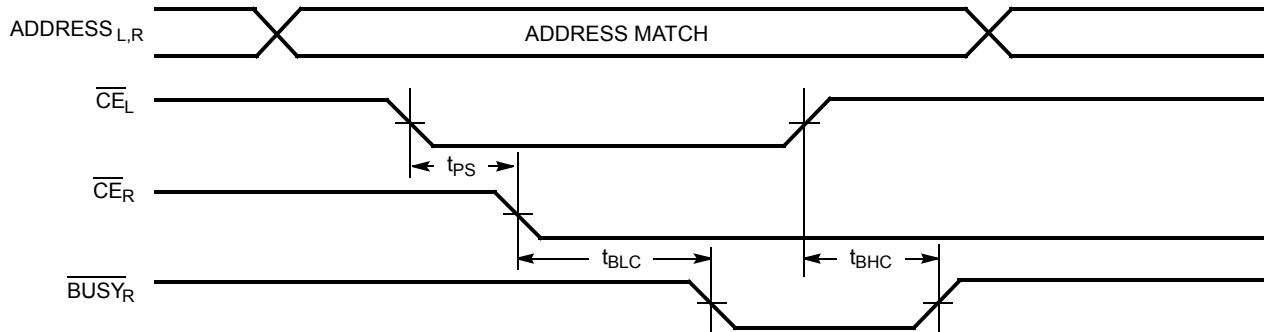 ADDRESS L,R
ADDRESS MATCH
CE̅L
tPS
CE̅R
tBLC
tBHC
BUSY̅R